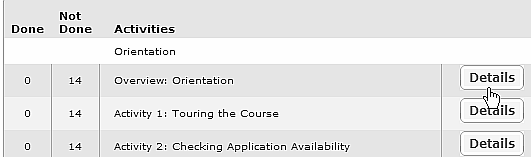 Done Not Done Activities
Orientation
0 14 Overview: Orientation Details
0 14 Activity 1: Touring the Course Details
0 14 Activity 2: Checking Application Availability Details